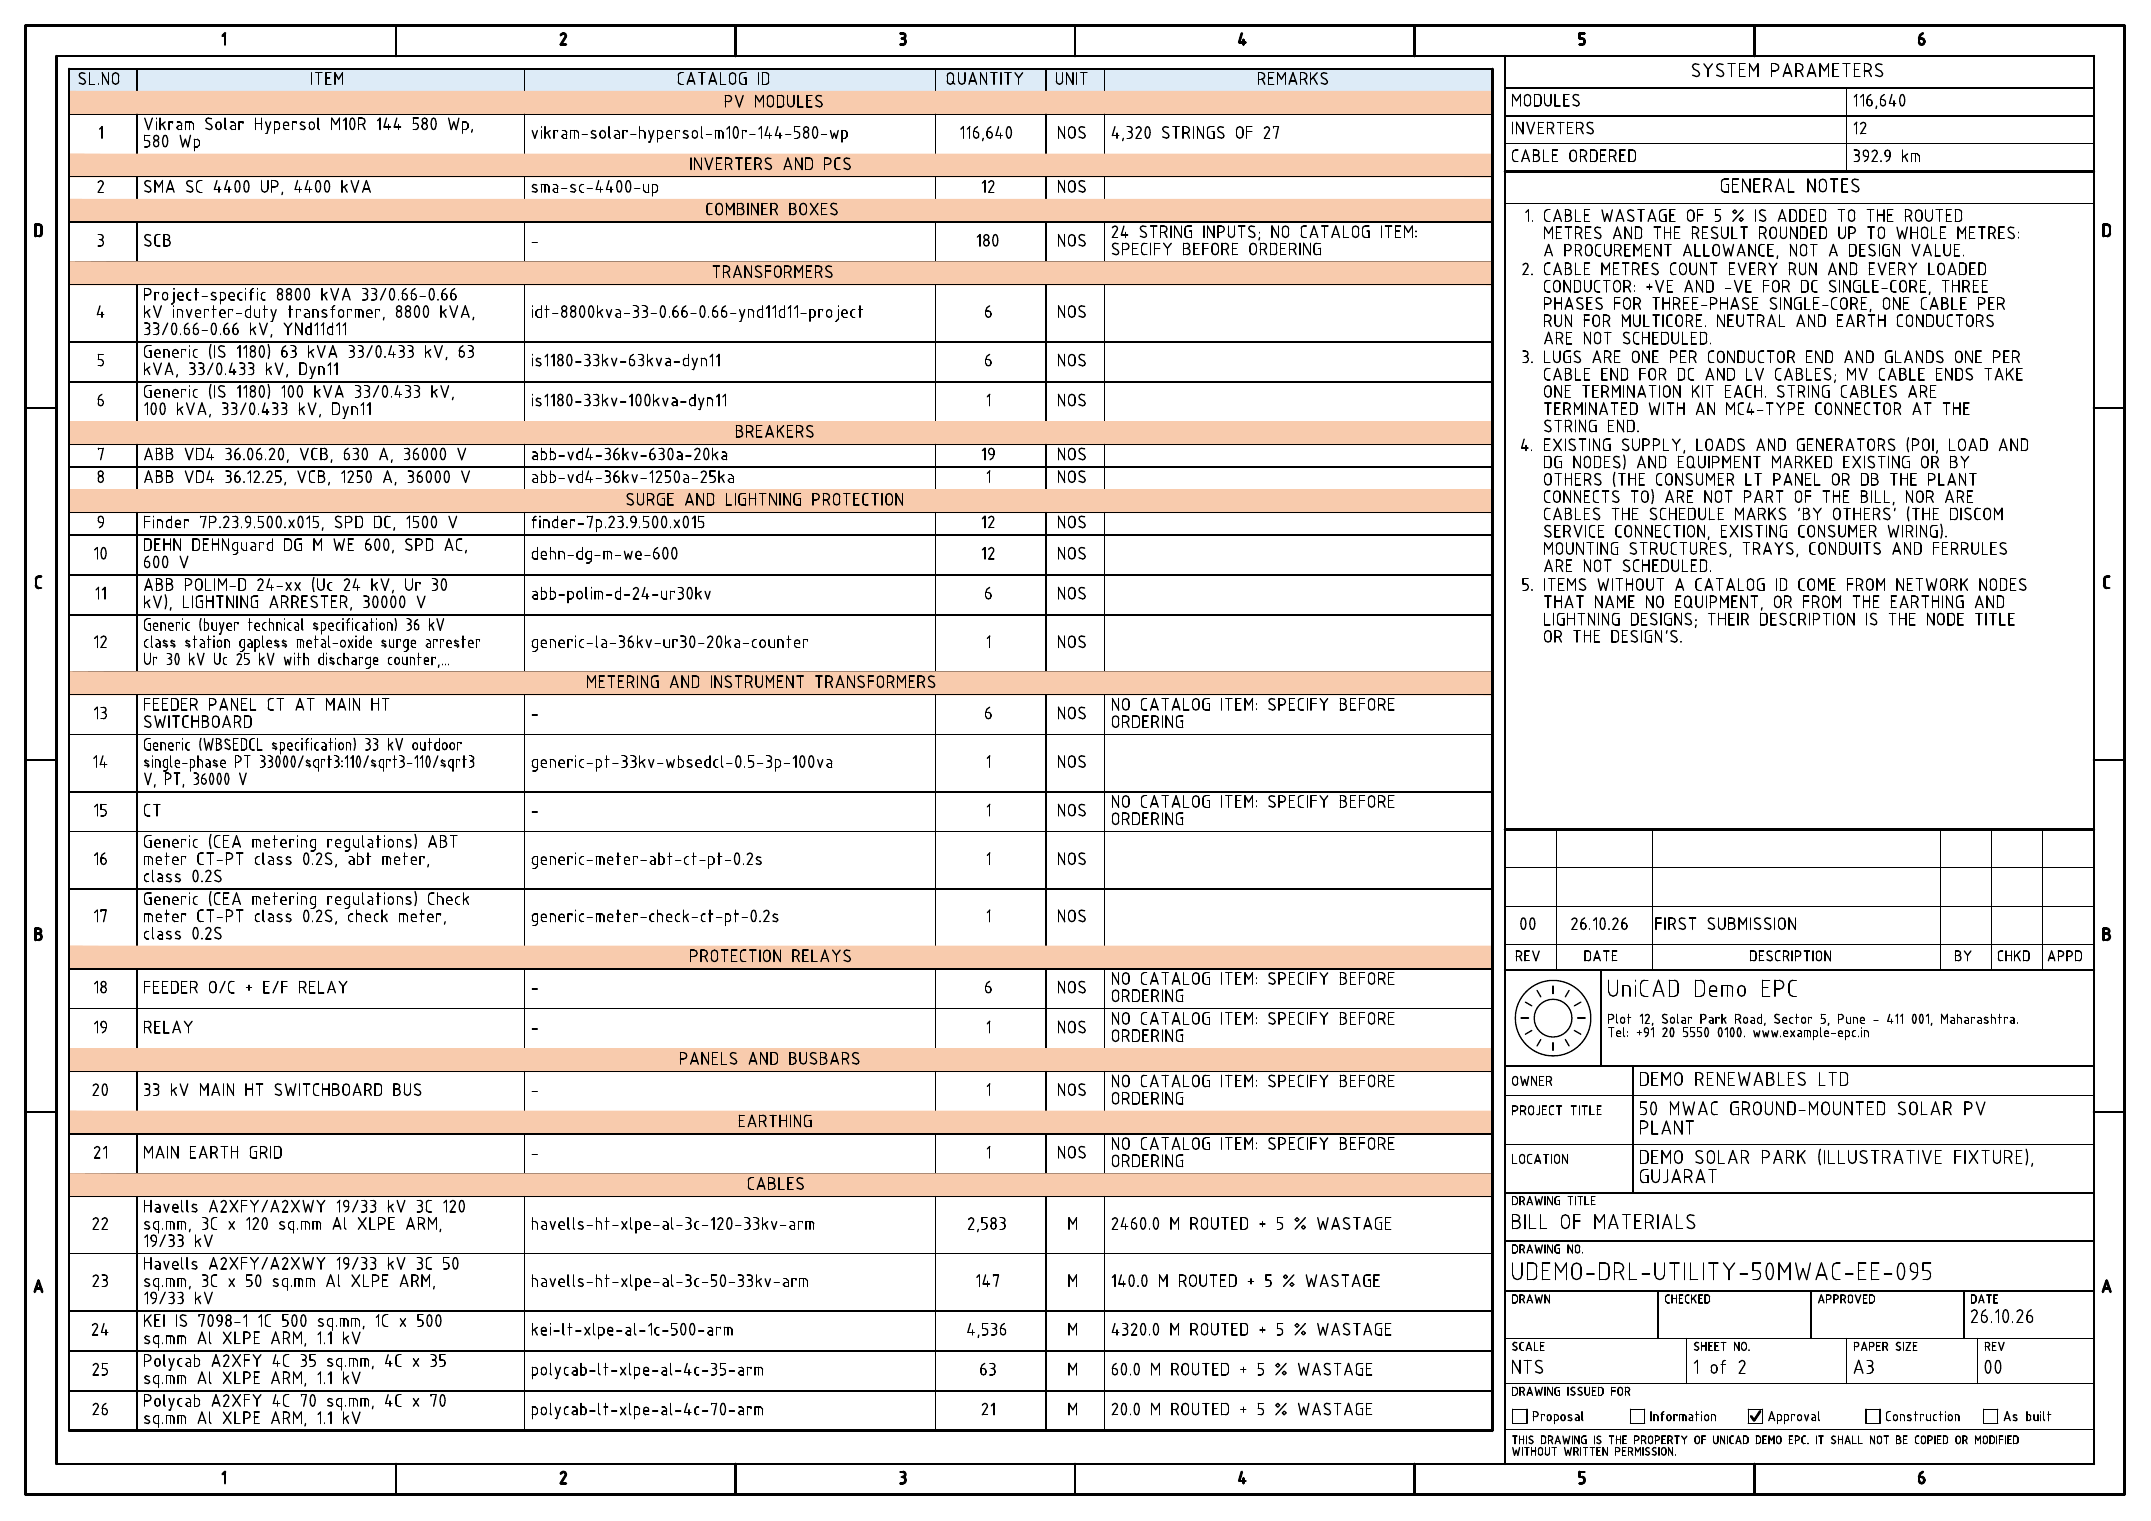 1 2 3 4 5 6
SL.NO ITEM CATALOG ID QUANTITY UNIT REMARKS
PV MODULES
1 Vikram Solar Hypersol M10R 144 580 Wp, 580 Wp vikram-solar-hypersol-m10r-144-580-wp 116,640 NOS 4,320 STRINGS OF 27
INVERTERS AND PCS
2 SMA SC 4400 UP, 4400 kVA sma-sc-4400-up 12 NOS
COMBINER BOXES
3 SCB - 180 NOS 24 STRING INPUTS; NO CATALOG ITEM: SPECIFY BEFORE ORDERING
TRANSFORMERS
4 Project-specific 8800 kVA 33/0.66-0.66 kV inverter-duty transformer, 8800 kVA, 33/0.66-0.66 kV, YNd11d11 idt-8800kva-33-0.66-0.66-ynd11d11-project 6 NOS
5 Generic (IS 1180) 63 kVA 33/0.433 kV, 63 kVA, 33/0.433 kV, Dyn11 is1180-33kv-63kva-dyn11 6 NOS
6 Generic (IS 1180) 100 kVA 33/0.433 kV, 100 kVA, 33/0.433 kV, Dyn11 is1180-33kv-100kva-dyn11 1 NOS
BREAKERS
7 ABB VD4 36.06.20, VCB, 630 A, 36000 V abb-vd4-36kv-630a-20ka 19 NOS
8 ABB VD4 36.12.25, VCB, 1250 A, 36000 V abb-vd4-36kv-1250a-25ka 1 NOS
SURGE AND LIGHTNING PROTECTION
9 Finder 7P.23.9.500.x015, SPD DC, 1500 V finder-7p.23.9.500.x015 12 NOS
10 DEHN DEHNguard DG M WE 600, SPD AC, 600 V dehn-dg-m-we-600 12 NOS
11 ABB POLIM-D 24-xx (Uc 24 kV, Ur 30 kV), LIGHTNING ARRESTER, 30000 V abb-polim-d-24-ur30kv 6 NOS
12 Generic (buyer technical specification) 36 kV class station gapless metal-oxide surge arrester Ur 30 kV Uc 25 kV with discharge counter,... generic-la-36kv-ur30-20ka-counter 1 NOS
METERING AND INSTRUMENT TRANSFORMERS
13 FEEDER PANEL CT AT MAIN HT SWITCHBOARD - 6 NOS NO CATALOG ITEM: SPECIFY BEFORE ORDERING
14 Generic (WBSEDCL specification) 33 kV outdoor single-phase PT 33000/sqrt3:110/sqrt3-110/sqrt3 V, PT, 36000 V generic-pt-33kv-wbsedcl-0.5-3p-100va 1 NOS
15 CT - 1 NOS NO CATALOG ITEM: SPECIFY BEFORE ORDERING
16 Generic (CEA metering regulations) ABT meter CT-PT class 0.2S, abt meter, class 0.2S generic-meter-abt-ct-pt-0.2s 1 NOS
17 Generic (CEA metering regulations) Check meter CT-PT class 0.2S, check meter, class 0.2S generic-meter-check-ct-pt-0.2s 1 NOS
PROTECTION RELAYS
18 FEEDER O/C + E/F RELAY - 6 NOS NO CATALOG ITEM: SPECIFY BEFORE ORDERING
19 RELAY - 1 NOS NO CATALOG ITEM: SPECIFY BEFORE ORDERING
PANELS AND BUSBARS
20 33 kV MAIN HT SWITCHBOARD BUS - 1 NOS NO CATALOG ITEM: SPECIFY BEFORE ORDERING
EARTHING
21 MAIN EARTH GRID - 1 NOS NO CATALOG ITEM: SPECIFY BEFORE ORDERING
CABLES
22 Havells A2XFY/A2XWY 19/33 kV 3C 120 sq.mm, 3C x 120 sq.mm Al XLPE ARM, 19/33 kV havells-ht-xlpe-al-3c-120-33kv-arm 2,583 M 2460.0 M ROUTED + 5 % WASTAGE
23 Havells A2XFY/A2XWY 19/33 kV 3C 50 sq.mm, 3C x 50 sq.mm Al XLPE ARM, 19/33 kV havells-ht-xlpe-al-3c-50-33kv-arm 147 M 140.0 M ROUTED + 5 % WASTAGE
24 KEI IS 7098-1 1C 500 sq.mm, 1C x 500 sq.mm Al XLPE ARM, 1.1 kV kei-lt-xlpe-al-1c-500-arm 4,536 M 4320.0 M ROUTED + 5 % WASTAGE
25 Polycab A2XFY 4C 35 sq.mm, 4C x 35 sq.mm Al XLPE ARM, 1.1 kV polycab-lt-xlpe-al-4c-35-arm 63 M 60.0 M ROUTED + 5 % WASTAGE
26 Polycab A2XFY 4C 70 sq.mm, 4C x 70 sq.mm Al XLPE ARM, 1.1 kV polycab-lt-xlpe-al-4c-70-arm 21 M 20.0 M ROUTED + 5 % WASTAGE
SYSTEM PARAMETERS
MODULES 116,640
INVERTERS 12
CABLE ORDERED 392.9 km
GENERAL NOTES
1. CABLE WASTAGE OF 5 % IS ADDED TO THE ROUTED
METRES AND THE RESULT ROUNDED UP TO WHOLE METRES:
A PROCUREMENT ALLOWANCE, NOT A DESIGN VALUE.
2. CABLE METRES COUNT EVERY RUN AND EVERY LOADED
CONDUCTOR: +VE AND -VE FOR DC SINGLE-CORE, THREE
PHASES FOR THREE-PHASE SINGLE-CORE, ONE CABLE PER
RUN FOR MULTICORE. NEUTRAL AND EARTH CONDUCTORS
ARE NOT SCHEDULED.
3. LUGS ARE ONE PER CONDUCTOR END AND GLANDS ONE PER
CABLE END FOR DC AND LV CABLES; MV CABLE ENDS TAKE
ONE TERMINATION KIT EACH. STRING CABLES ARE
TERMINATED WITH AN MC4-TYPE CONNECTOR AT THE
STRING END.
4. EXISTING SUPPLY, LOADS AND GENERATORS (POI, LOAD AND
DG NODES) AND EQUIPMENT MARKED EXISTING OR BY
OTHERS (THE CONSUMER LT PANEL OR DB THE PLANT
CONNECTS TO) ARE NOT PART OF THE BILL, NOR ARE
CABLES THE SCHEDULE MARKS 'BY OTHERS' (THE DISCOM
SERVICE CONNECTION, EXISTING CONSUMER WIRING).
MOUNTING STRUCTURES, TRAYS, CONDUITS AND FERRULES
ARE NOT SCHEDULED.
5. ITEMS WITHOUT A CATALOG ID COME FROM NETWORK NODES
THAT NAME NO EQUIPMENT, OR FROM THE EARTHING AND
LIGHTNING DESIGNS; THEIR DESCRIPTION IS THE NODE TITLE
OR THE DESIGN'S.
00 26.10.26 FIRST SUBMISSION
REV DATE DESCRIPTION BY CHKD APPD
UniCAD Demo EPC
Plot 12, Solar Park Road, Sector 5, Pune - 411 001, Maharashtra.
Tel: +91 20 5550 0100. www.example-epc.in
OWNER DEMO RENEWABLES LTD
PROJECT TITLE 50 MWAC GROUND-MOUNTED SOLAR PV
PLANT
LOCATION DEMO SOLAR PARK (ILLUSTRATIVE FIXTURE),
GUJARAT
DRAWING TITLE
BILL OF MATERIALS
DRAWING NO.
UDEMO-DRL-UTILITY-50MWAC-EE-095
DRAWN CHECKED APPROVED DATE
26.10.26
SCALE SHEET NO. PAPER SIZE REV
NTS 1 of 2 A3 00
DRAWING ISSUED FOR
Proposal Information Approval Construction As built
THIS DRAWING IS THE PROPERTY OF UNICAD DEMO EPC. IT SHALL NOT BE COPIED OR MODIFIED
WITHOUT WRITTEN PERMISSION.
D D
C C
B B
A A
1 2 3 4 5 6